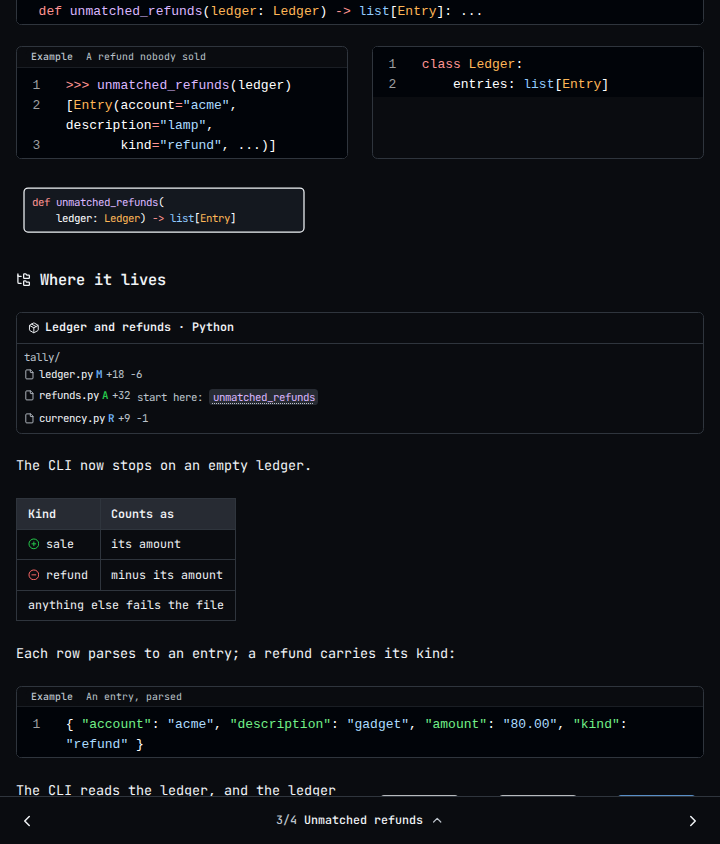 def unmatched_refunds(ledger: Ledger) -> list[Entry]: ...
Example A refund nobody sold
1 >>> unmatched_refunds(ledger)
2 [Entry(account="acme",
description="lamp",
3 kind="refund", ...)]
1 class Ledger:
2 entries: list[Entry]
def unmatched_refunds(
ledger: Ledger) -> list[Entry]
Where it lives
Ledger and refunds · Python
tally/
ledger.py M +18 -6
refunds.py A +32 start here: unmatched_refunds
currency.py R +9 -1
The CLI now stops on an empty ledger.
Kind Counts as
sale its amount
refund minus its amount
anything else fails the file
Each row parses to an entry; a refund carries its kind:
Example An entry, parsed
1 { "account": "acme", "description": "gadget", "amount": "80.00", "kind":
"refund" }
The CLI reads the ledger, and the ledger
3/4 Unmatched refunds